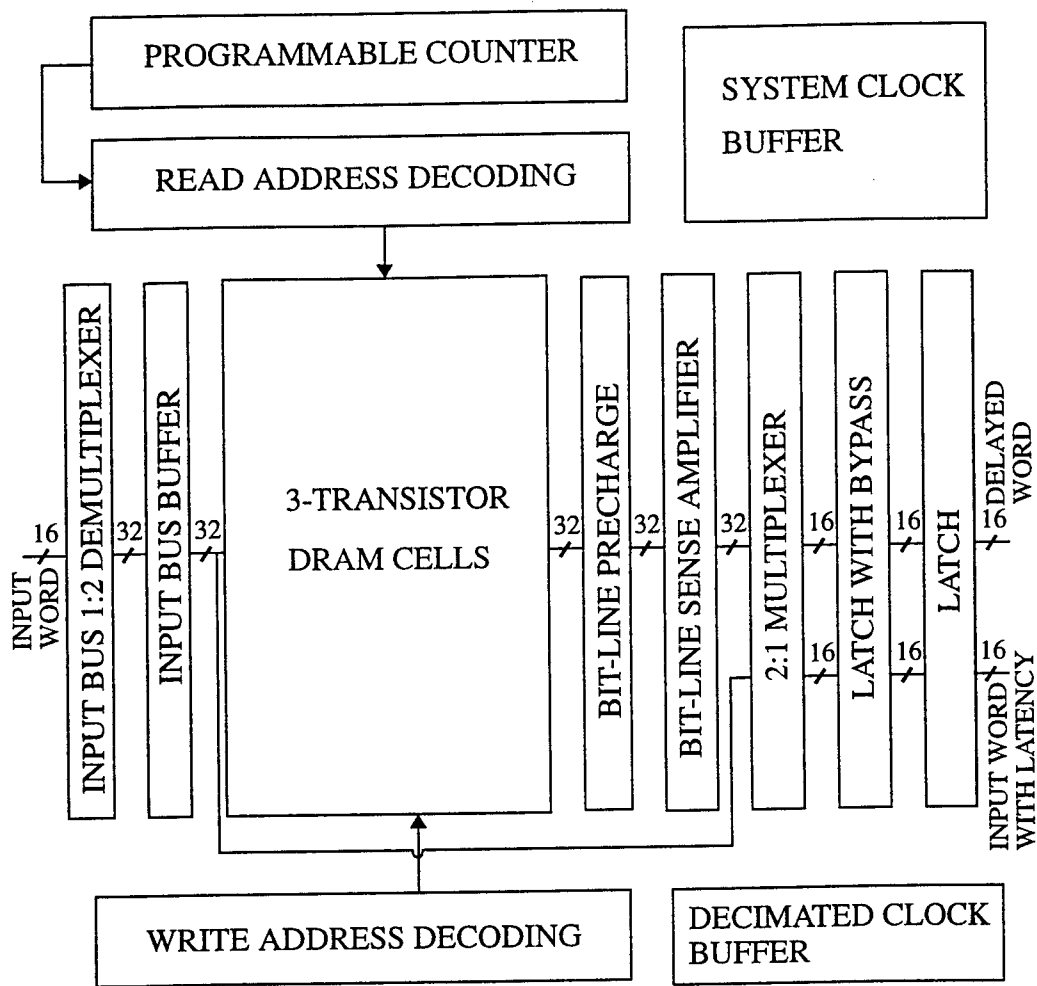 PROGRAMMABLE COUNTER
SYSTEM CLOCK
BUFFER
READ ADDRESS DECODING
INPUT BUS 1:2 DEMULTIPLEXER
INPUT BUS BUFFER
3-TRANSISTOR
DRAM CELLS
BIT-LINE PRECHARGE
BIT-LINE SENSE AMPLIFIER
2:1 MULTIPLEXER
LATCH WITH BYPASS
LATCH
16
INPUT
WORD
32
32
32
32
32
16
16
16
DELAYED
WORD
16
16
16
INPUT WORD
WITH LATENCY
WRITE ADDRESS DECODING
DECIMATED CLOCK
BUFFER